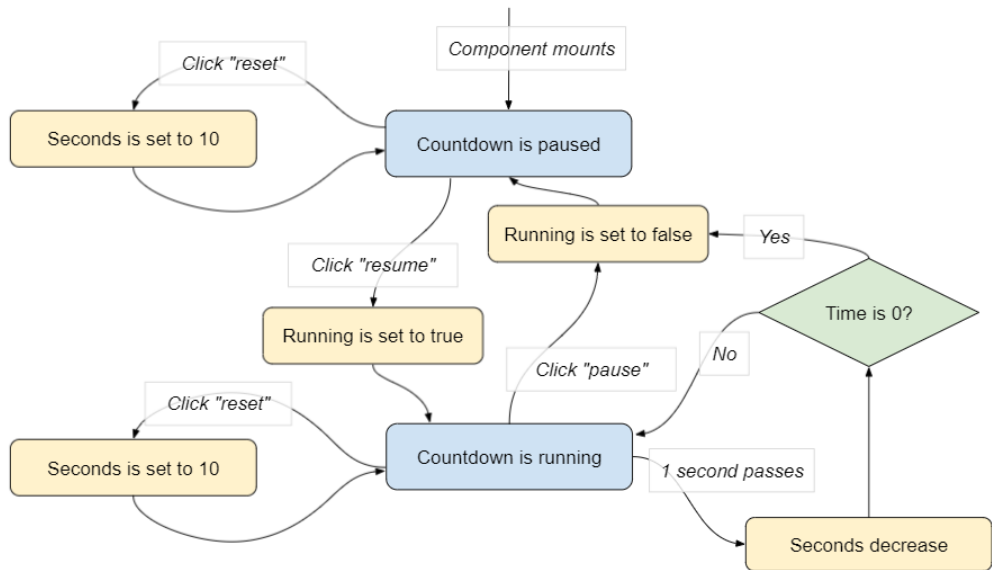 Component mounts
Click "reset"
Seconds is set to 10
Countdown is paused
Running is set to false
Yes
Click "resume"
Time is 0?
Running is set to true
No
Click "pause"
Click "reset"
Countdown is running
Seconds is set to 10
1 second passes
Seconds decrease